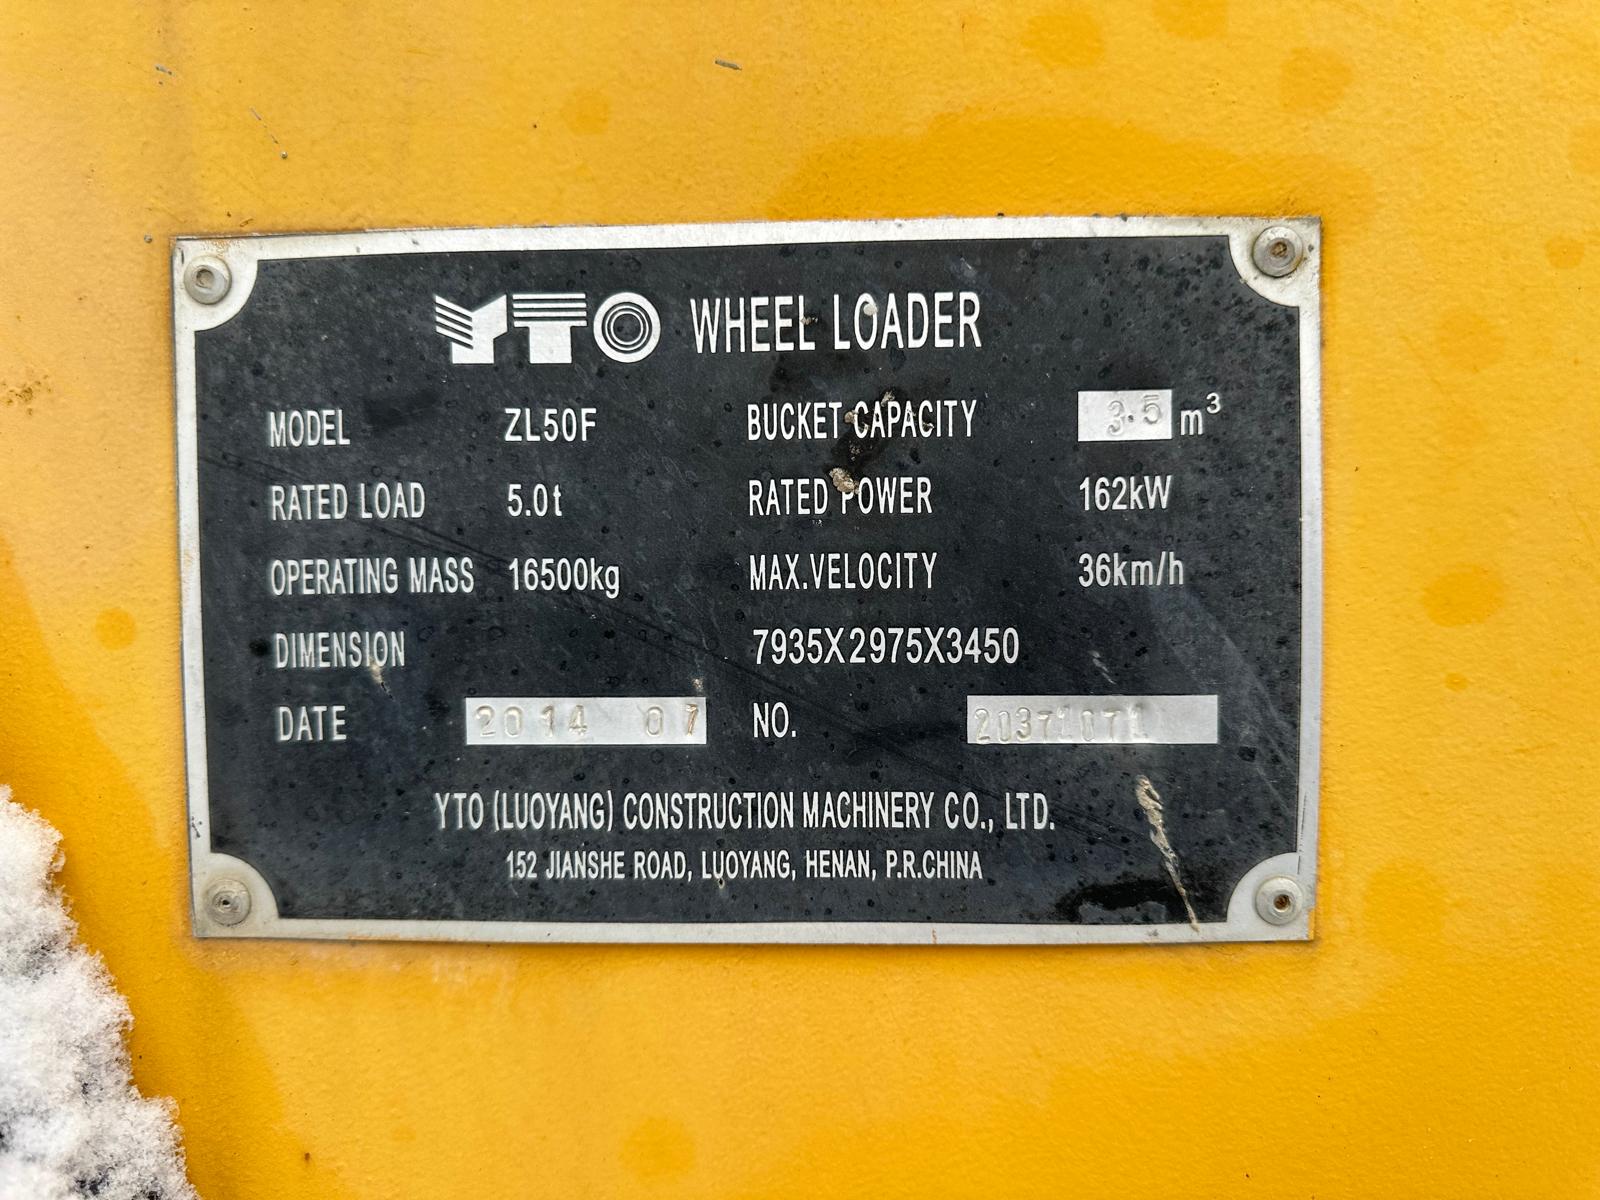 YTO WHEEL LOADER
MODEL ZL50F BUCKET CAPACITY 3.5 m³
RATED LOAD 5.0t RATED POWER 162kW
OPERATING MASS 16500kg MAX.VELOCITY 36km/h
DIMENSION 7935X2975X3450
DATE 2014 07 NO. 20371071
YTO (LUOYANG) CONSTRUCTION MACHINERY CO., LTD.
152 JIANSHE ROAD, LUOYANG, HENAN, P.R.CHINA